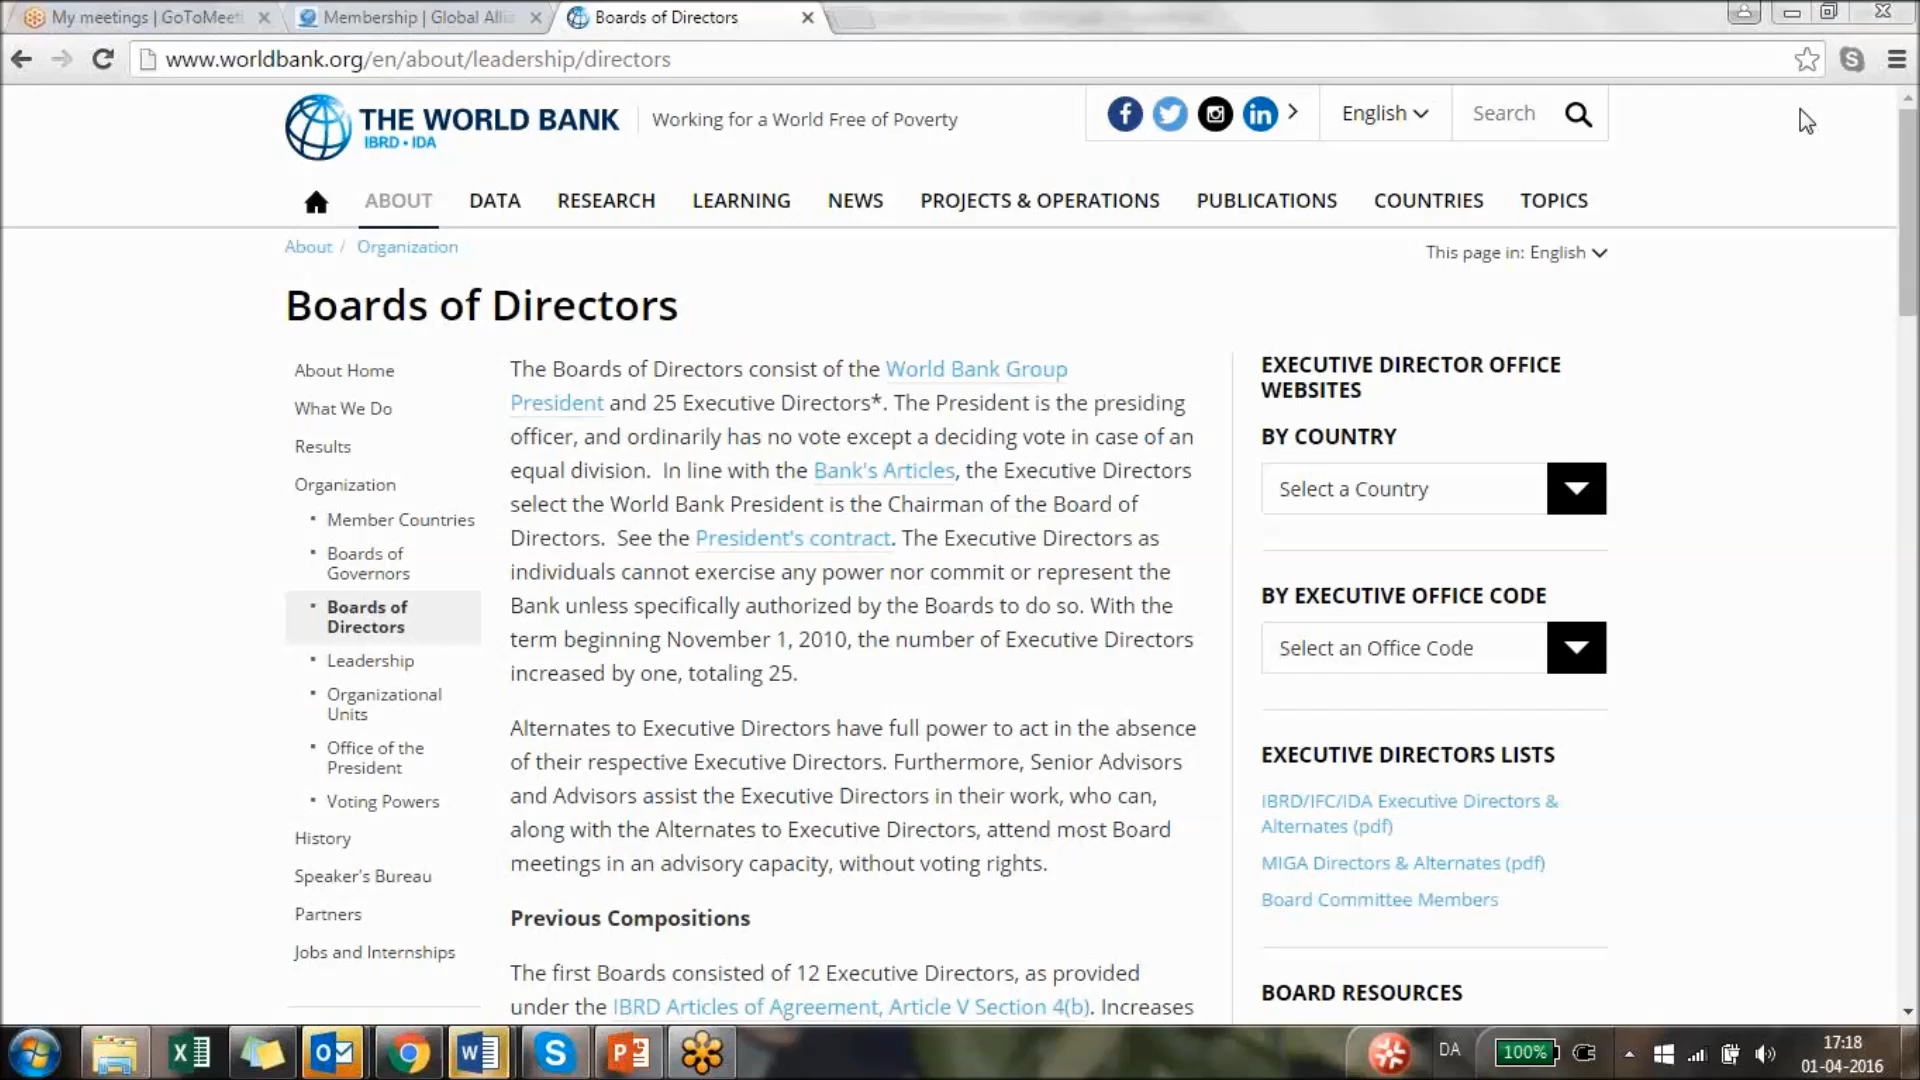 My meetings | GoToMeet
Membership | Global Alli
Boards of Directors
www.worldbank.org/en/about/leadership/directors
THE WORLD BANK
IBRD • IDA
Working for a World Free of Poverty
English
Search
ABOUT
DATA
RESEARCH
LEARNING
NEWS
PROJECTS & OPERATIONS
PUBLICATIONS
COUNTRIES
TOPICS
About / Organization
This page in: English
Boards of Directors
About Home
What We Do
Results
Organization
Member Countries
Boards of
Governors
Boards of
Directors
Leadership
Organizational
Units
Office of the
President
Voting Powers
History
Speaker's Bureau
Partners
Jobs and Internships
The Boards of Directors consist of the World Bank Group
President and 25 Executive Directors*. The President is the presiding
officer, and ordinarily has no vote except a deciding vote in case of an
equal division. In line with the Bank's Articles, the Executive Directors
select the World Bank President is the Chairman of the Board of
Directors. See the President's contract. The Executive Directors as
individuals cannot exercise any power nor commit or represent the
Bank unless specifically authorized by the Boards to do so. With the
term beginning November 1, 2010, the number of Executive Directors
increased by one, totaling 25.
Alternates to Executive Directors have full power to act in the absence
of their respective Executive Directors. Furthermore, Senior Advisors
and Advisors assist the Executive Directors in their work, who can,
along with the Alternates to Executive Directors, attend most Board
meetings in an advisory capacity, without voting rights.
Previous Compositions
The first Boards consisted of 12 Executive Directors, as provided
under the IBRD Articles of Agreement, Article V Section 4(b). Increases
EXECUTIVE DIRECTOR OFFICE
WEBSITES
BY COUNTRY
Select a Country
BY EXECUTIVE OFFICE CODE
Select an Office Code
EXECUTIVE DIRECTORS LISTS
IBRD/IFC/IDA Executive Directors &
Alternates (pdf)
MIGA Directors & Alternates (pdf)
Board Committee Members
BOARD RESOURCES
DA
100%
17:18
01-04-2016